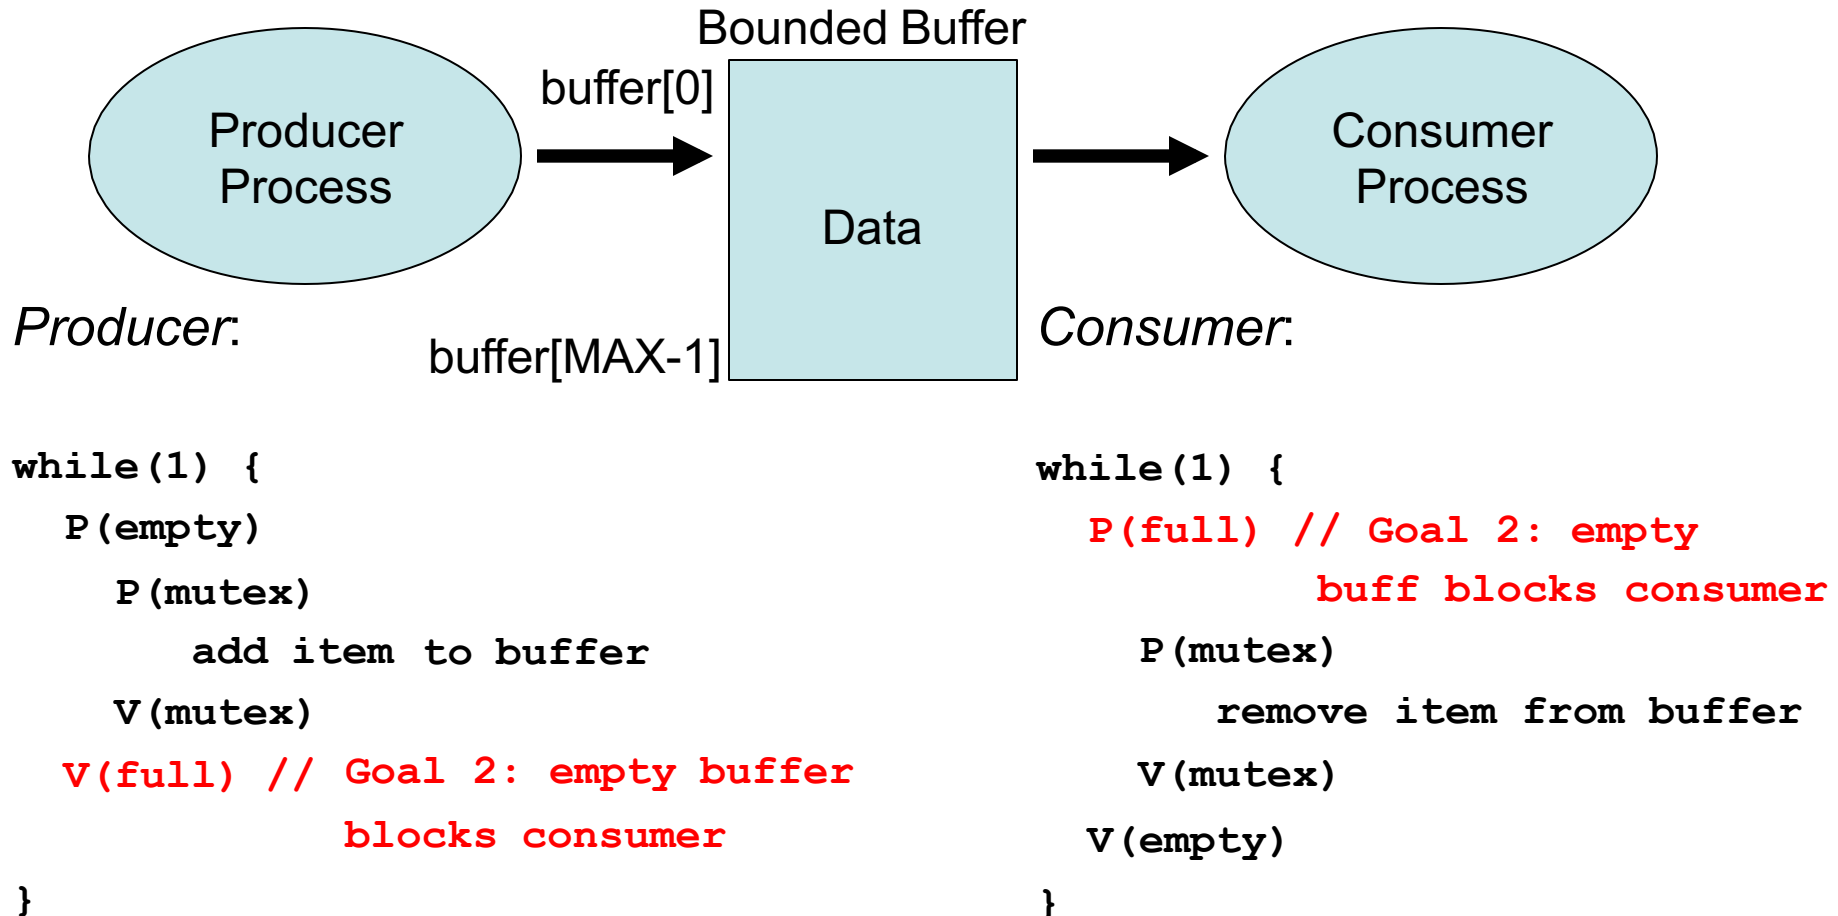 Bounded Buffer
buffer[0]
Producer
Process
Data
Consumer
Process
buffer[MAX-1]
Producer:
while(1) {
P(empty)
P(mutex)
add item to buffer
V(mutex)
V(full) // Goal 2: empty buffer
blocks consumer
}
Consumer:
while(1) {
P(full) // Goal 2: empty
buff blocks consumer
P(mutex)
remove item from buffer
V(mutex)
V(empty)
}